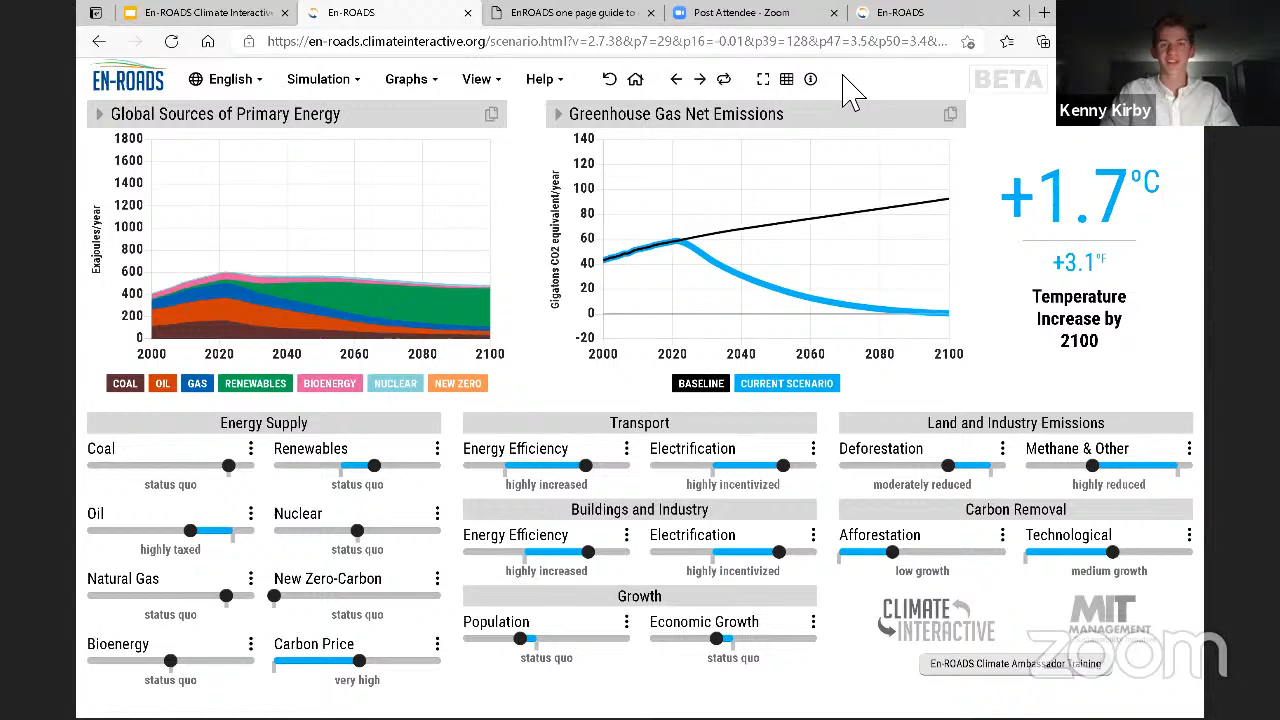 En-ROADS Climate Interactive
En-ROADS
EnROADS one page guide to
Post Attendee - Zoom
En-ROADS
https://en-roads.climateinteractive.org/scenario.html?v=2.7.38&p7=29&p16=-0.01&p39=128&p47=3.5&p50=3.4&...
Kenny Kirby
EN-ROADS
English
Simulation
Graphs
View
Help
BETA
Global Sources of Primary Energy
1800
1600
1400
1200
1000
800
600
400
200
0
Exajoules/year
2000 2020 2040 2060 2080 2100
COAL OIL GAS RENEWABLES BIOENERGY NUCLEAR NEW ZERO
Greenhouse Gas Net Emissions
140
120
100
80
60
40
20
0
-20
Gigatons CO2 equivalent/year
2000 2020 2040 2060 2080 2100
BASELINE CURRENT SCENARIO
+1.7°C
+3.1°F
Temperature
Increase by
2100
Energy Supply
Coal
status quo
Renewables
status quo
Oil
highly taxed
Nuclear
status quo
Natural Gas
status quo
New Zero-Carbon
status quo
Bioenergy
status quo
Carbon Price
very high
Transport
Energy Efficiency
highly increased
Electrification
highly incentivized
Buildings and Industry
Energy Efficiency
highly increased
Electrification
highly incentivized
Growth
Population
status quo
Economic Growth
status quo
Land and Industry Emissions
Deforestation
moderately reduced
Methane & Other
highly reduced
Carbon Removal
Afforestation
low growth
Technological
medium growth
CLIMATE
INTERACTIVE
MIT
MANAGEMENT
zoom
En-ROADS Climate Ambassador Training